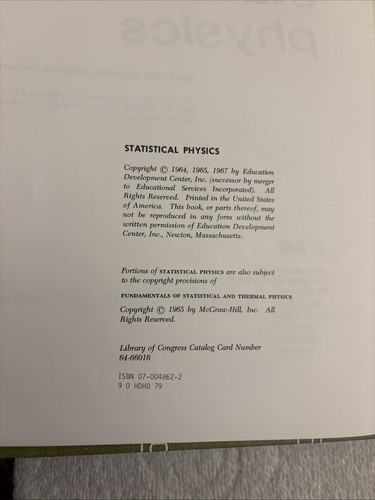 physics
STATISTICAL PHYSICS
Copyright © 1964, 1965, 1967 by Education
Development Center, Inc. (successor by merger
to Educational Services Incorporated). All
Rights Reserved. Printed in the United States
of America. This book, or parts thereof, may
not be reproduced in any form without the
written permission of Education Development
Center, Inc., Newton, Massachusetts.
Portions of STATISTICAL PHYSICS are also subject
to the copyright provisions of
FUNDAMENTALS OF STATISTICAL AND THERMAL PHYSICS
Copyright © 1965 by McGraw-Hill, Inc. All
Rights Reserved.
Library of Congress Catalog Card Number
64-66016
ISBN 07-004862-2
9 0 HDHD 79